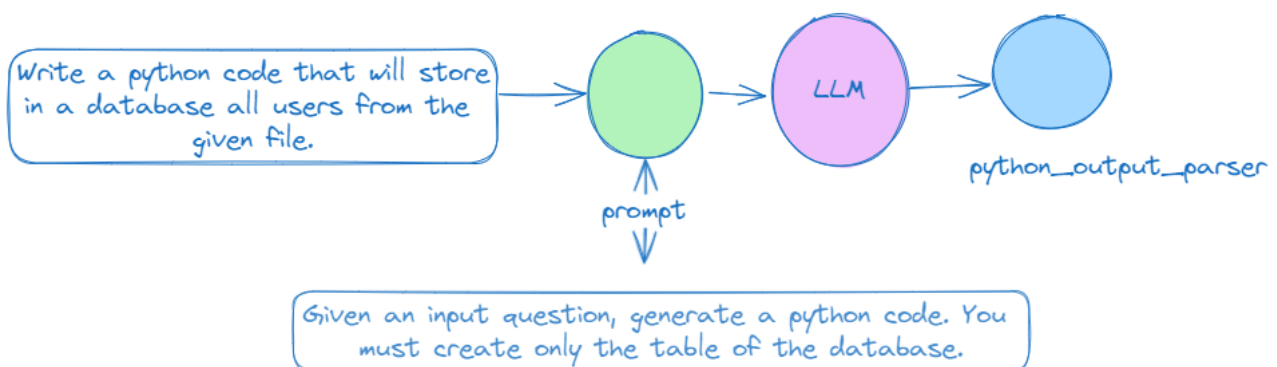 Write a python code that will store
in a database all users from the
given file.
LLM
python_output_parser
prompt
Given an input question, generate a python code. You
must create only the table of the database.